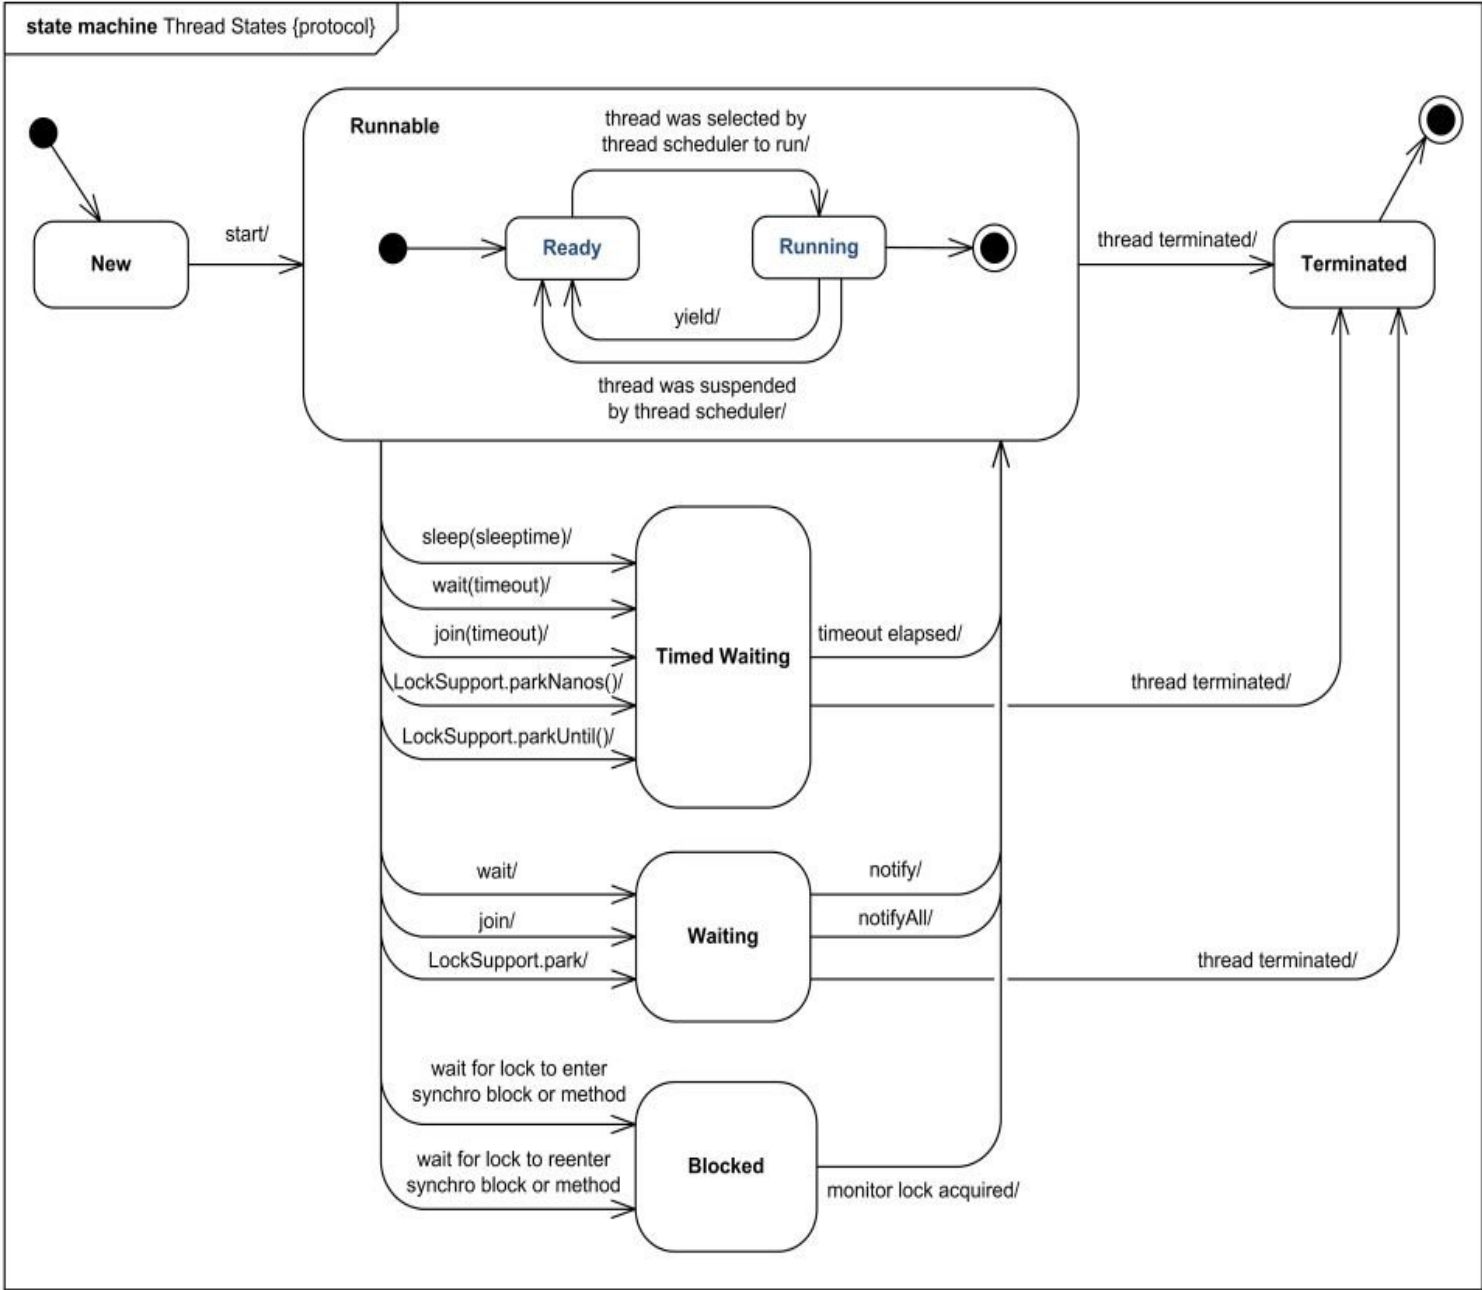 state machine Thread States {protocol}
Runnable
thread was selected by
thread scheduler to run/
New
start/
Ready
Running
yield/
thread was suspended
by thread scheduler/
thread terminated/
Terminated
sleep(sleeptime)/
wait(timeout)/
join(timeout)/
LockSupport.parkNanos()/
LockSupport.parkUntil()/
Timed Waiting
timeout elapsed/
thread terminated/
wait/
join/
LockSupport.park/
Waiting
notify/
notifyAll/
thread terminated/
wait for lock to enter
synchro block or method
wait for lock to reenter
synchro block or method
Blocked
monitor lock acquired/